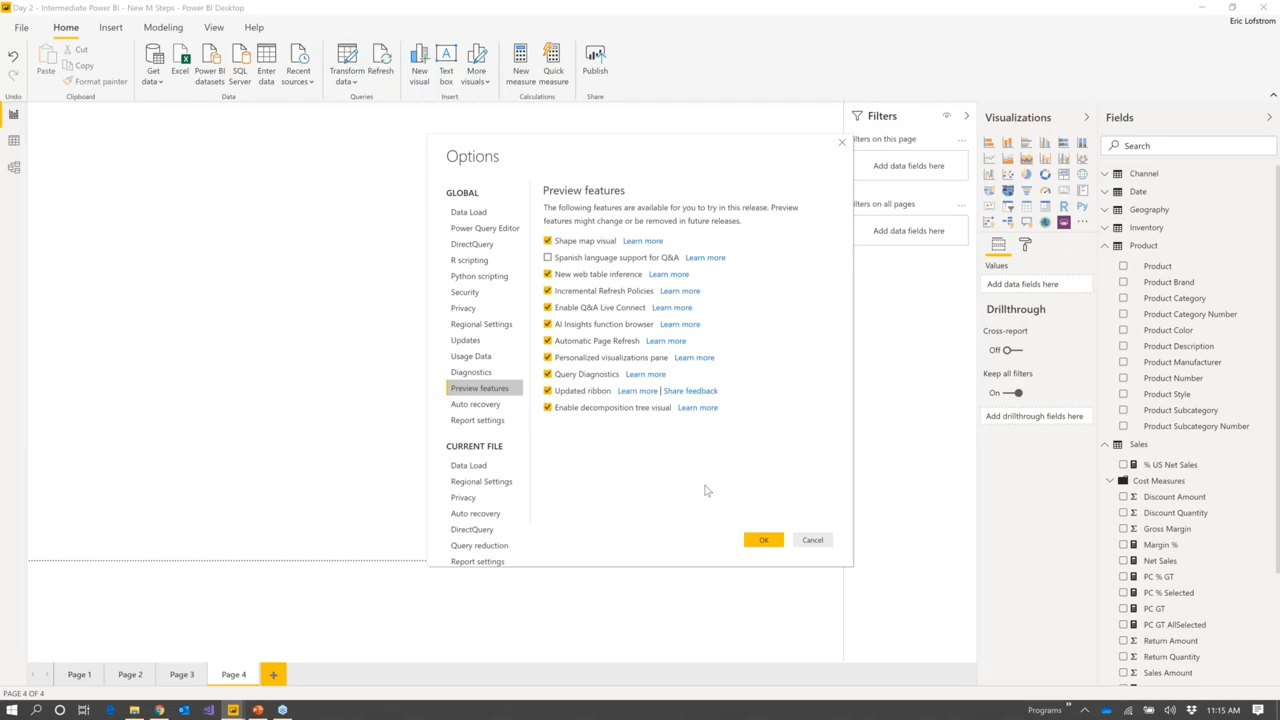 Day 2 - Intermediate Power BI - New M Steps - Power BI Desktop
Eric Lofstrom
File
Home
Insert
Modeling
View
Help
Paste
Cut
Copy
Format painter
Get data
Excel
Power BI datasets
SQL Server
Enter data
Recent sources
Transform data
Refresh
New visual
Text box
More visuals
New measure
Quick measure
Publish
Undo
Clipboard
Data
Queries
Insert
Calculations
Share
Options
GLOBAL
Data Load
Power Query Editor
DirectQuery
R scripting
Python scripting
Security
Privacy
Regional Settings
Updates
Usage Data
Diagnostics
Preview features
Auto recovery
Report settings
CURRENT FILE
Data Load
Regional Settings
Privacy
Auto recovery
DirectQuery
Query reduction
Report settings
Preview features
The following features are available for you to try in this release. Preview
features might change or be removed in future releases.
Shape map visual Learn more
Spanish language support for Q&A Learn more
New web table inference Learn more
Incremental Refresh Policies Learn more
Enable Q&A Live Connect Learn more
AI Insights function browser Learn more
Automatic Page Refresh Learn more
Personalized visualizations pane Learn more
Query Diagnostics Learn more
Updated ribbon Learn more | Share feedback
Enable decomposition tree visual Learn more
OK
Cancel
Filters
ilters on this page
...
Add data fields here
ilters on all pages
...
Add data fields here
Visualizations
R
Py
Values
Add data fields here
Drillthrough
Cross-report
Off
Keep all filters
On
Add drillthrough fields here
Fields
Search
Channel
Date
Geography
Inventory
Product
Product
Product Brand
Product Category
Product Category Number
Product Color
Product Description
Product Manufacturer
Product Number
Product Style
Product Subcategory
Product Subcategory Number
Sales
% US Net Sales
Cost Measures
Σ Discount Amount
Σ Discount Quantity
Σ Gross Margin
Margin %
Net Sales
PC % GT
PC % Selected
PC GT
PC GT AllSelected
Σ Return Amount
Σ Return Quantity
Σ Sales Amount
Page 1
Page 2
Page 3
Page 4
+
PAGE 4 OF 4
Programs
11:15 AM